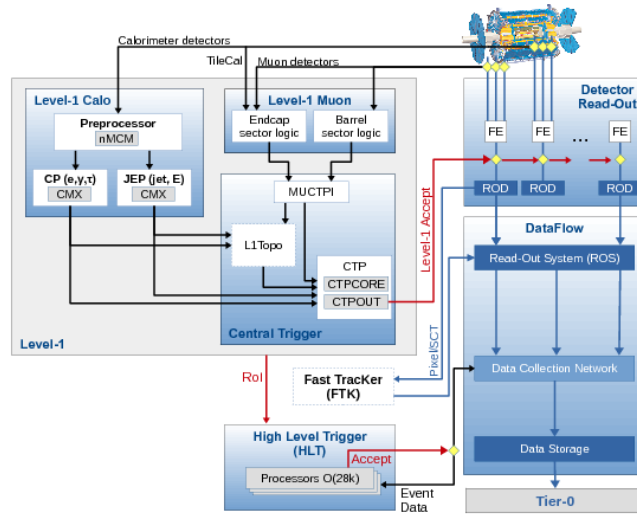 Calorimeter detectors
TileCal
Muon detectors
Level-1 Calo
Preprocessor
nMCM
CP (e,γ,τ)
CMX
JEP (jet, E)
CMX
Level-1 Muon
Endcap
sector logic
Barrel
sector logic
MUCTPI
L1Topo
CTP
CTPCORE
CTPOUT
Central Trigger
Level-1
Level-1 Accept
Detector
Read-Out
FE
FE
...
FE
ROD
ROD
ROD
DataFlow
Read-Out System (ROS)
Data Collection Network
Data Storage
Tier-0
Pixel/SCT
RoI
Fast TracKer
(FTK)
High Level Trigger
(HLT)
Accept
Processors O(28k)
Event
Data